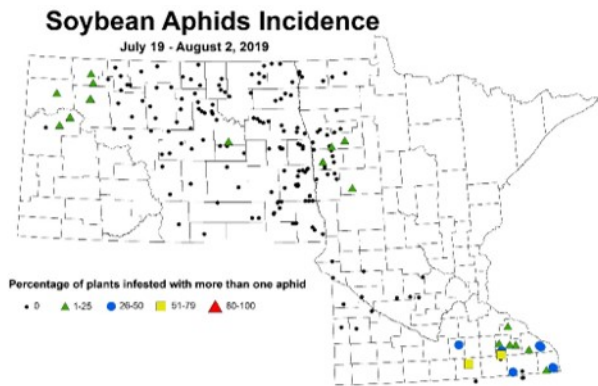 Soybean Aphids Incidence
July 19 - August 2, 2019
Percentage of plants infested with more than one aphid
0 1-25 26-50 51-79 80-100